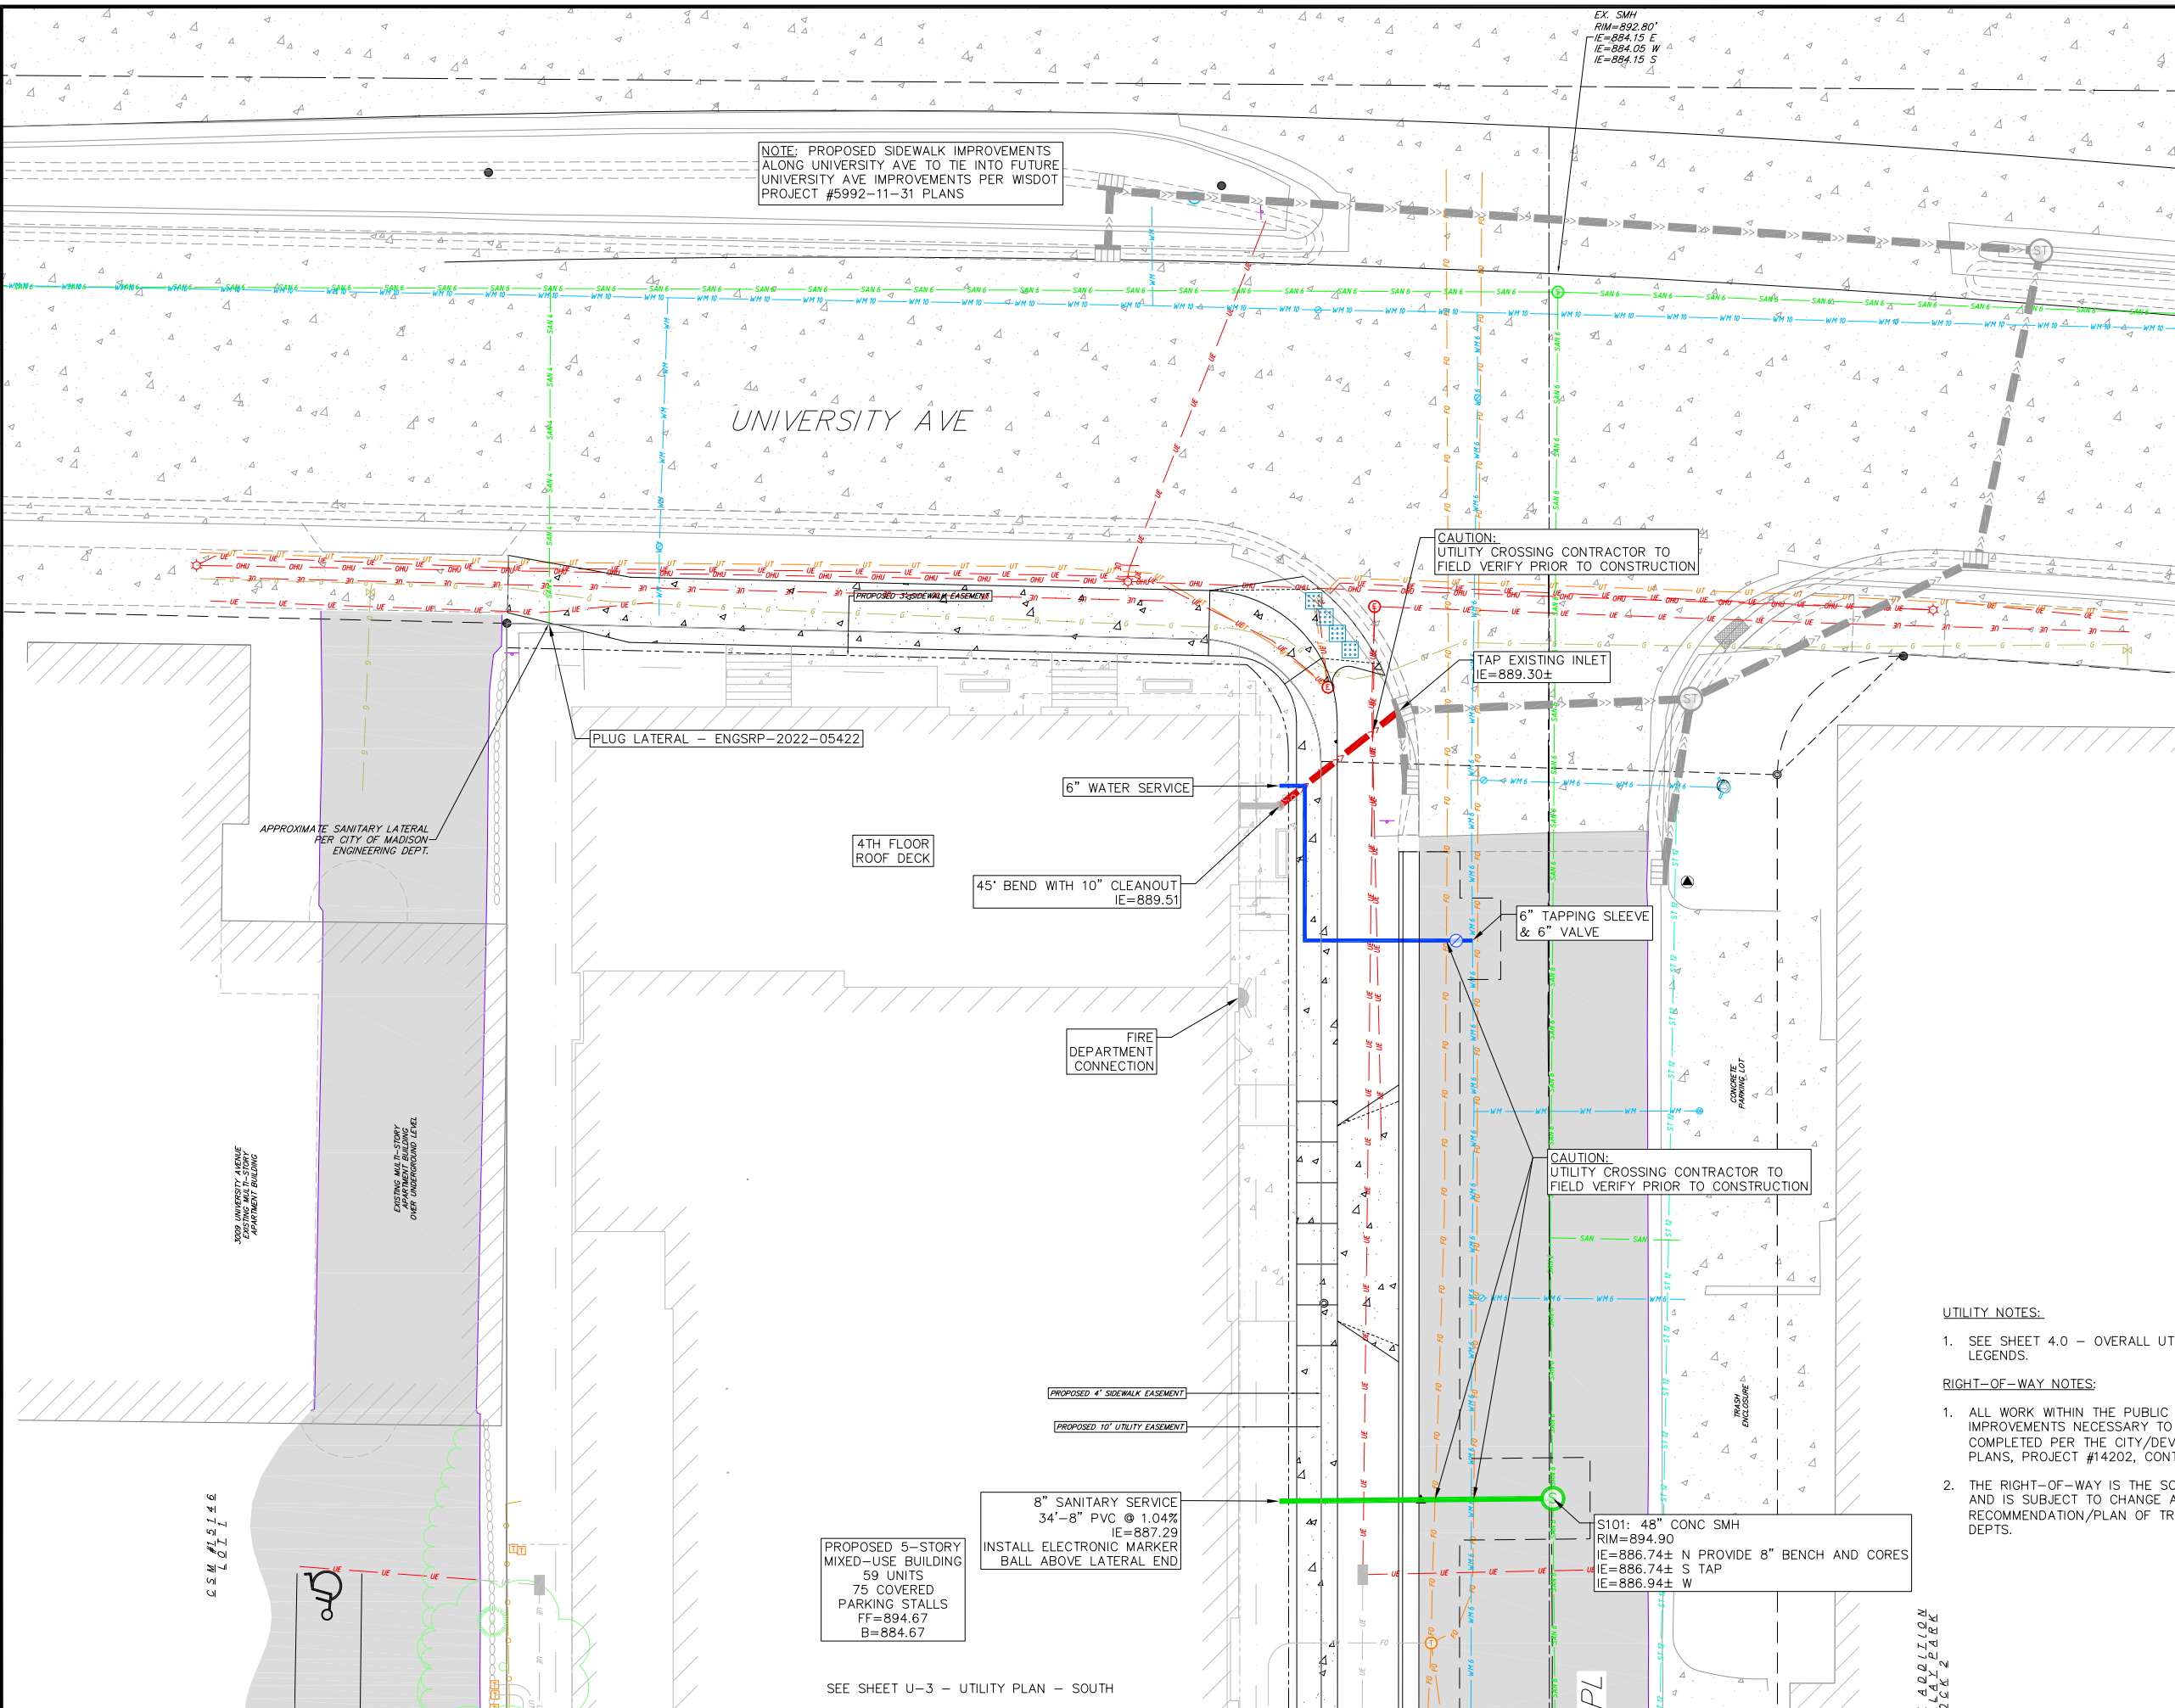 EX. SMH
RIM=892.80'
IE=884.15 E
IE=884.05 W
IE=884.15 S
NOTE: PROPOSED SIDEWALK IMPROVEMENTS
ALONG UNIVERSITY AVE TO TIE INTO FUTURE
UNIVERSITY AVE IMPROVEMENTS PER WISDOT
PROJECT #5992-11-31 PLANS
UNIVERSITY AVE
CAUTION:
UTILITY CROSSING CONTRACTOR TO
FIELD VERIFY PRIOR TO CONSTRUCTION
PROPOSED 3' SIDEWALK EASEMENT
TAP EXISTING INLET
IE=889.30±
PLUG LATERAL – ENGSRP–2022–05422
6" WATER SERVICE
APPROXIMATE SANITARY LATERAL
PER CITY OF MADISON
ENGINEERING DEPT.
4TH FLOOR
ROOF DECK
45° BEND WITH 10" CLEANOUT
IE=889.51
6" TAPPING SLEEVE
& 6" VALVE
FIRE
DEPARTMENT
CONNECTION
CONCRETE
PARKING LOT
3009 UNIVERSITY AVENUE
EXISTING MULTI-STORY
APARTMENT BUILDING
EXISTING MULTI-STORY
APARTMENT BUILDING
OVER UNDERGROUND LEVEL
CAUTION:
UTILITY CROSSING CONTRACTOR TO
FIELD VERIFY PRIOR TO CONSTRUCTION
UTILITY NOTES:
1. SEE SHEET 4.0 – OVERALL UT
LEGENDS.
RIGHT-OF-WAY NOTES:
1. ALL WORK WITHIN THE PUBLIC
IMPROVEMENTS NECESSARY TO
COMPLETED PER THE CITY/DEV
PLANS, PROJECT #14202, CONT
2. THE RIGHT-OF-WAY IS THE SO
AND IS SUBJECT TO CHANGE A
RECOMMENDATION/PLAN OF TR
DEPTS.
PROPOSED 4' SIDEWALK EASEMENT
PROPOSED 10' UTILITY EASEMENT
TRASH
ENCLOSURE
8" SANITARY SERVICE
34'-8" PVC @ 1.04%
IE=887.29
INSTALL ELECTRONIC MARKER
BALL ABOVE LATERAL END
S101: 48" CONC SMH
RIM=894.90
IE=886.74± N PROVIDE 8" BENCH AND CORES
IE=886.74± S TAP
IE=886.94± W
PROPOSED 5-STORY
MIXED-USE BUILDING
59 UNITS
75 COVERED
PARKING STALLS
FF=894.67
B=884.67
CSM #15146
LOT 1
SEE SHEET U-3 – UTILITY PLAN – SOUTH
PL